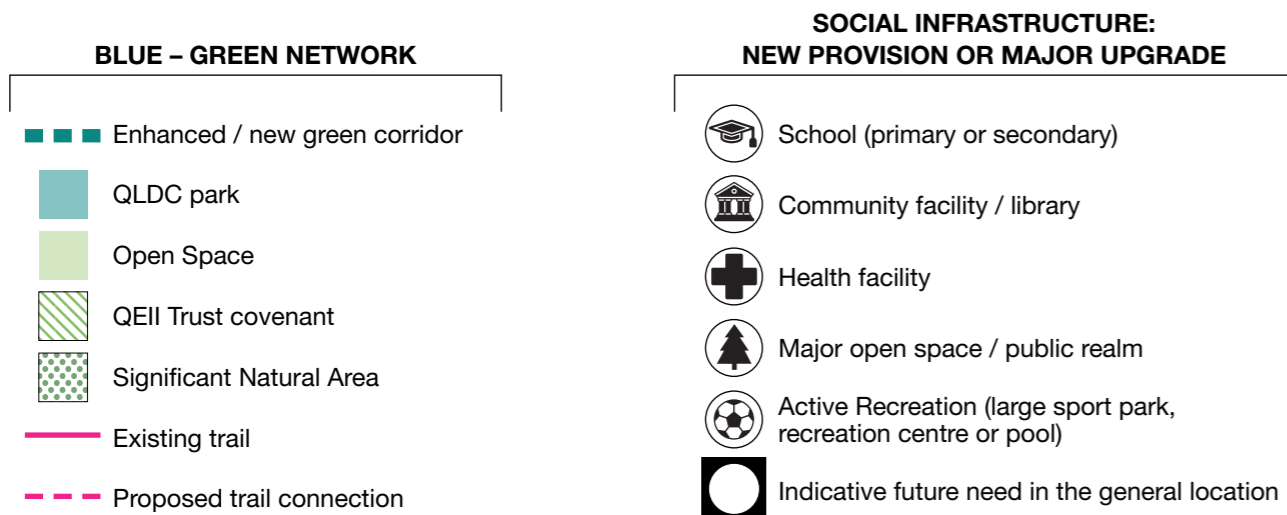 BLUE – GREEN NETWORK
Enhanced / new green corridor
QLDC park
Open Space
QEII Trust covenant
Significant Natural Area
Existing trail
Proposed trail connection
SOCIAL INFRASTRUCTURE:
NEW PROVISION OR MAJOR UPGRADE
School (primary or secondary)
Community facility / library
Health facility
Major open space / public realm
Active Recreation (large sport park,
recreation centre or pool)
Indicative future need in the general location